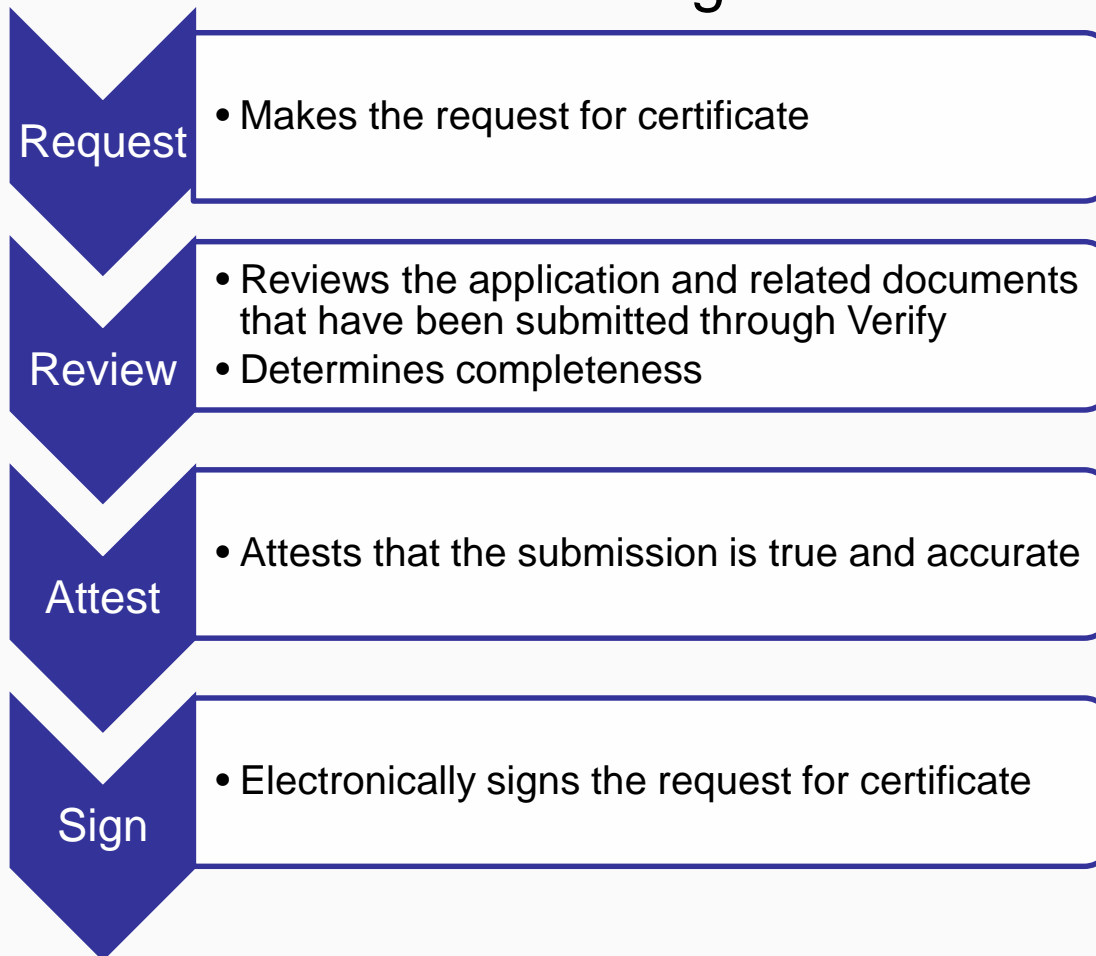 Request
• Makes the request for certificate
Review
• Reviews the application and related documents
that have been submitted through Verify
• Determines completeness
Attest
• Attests that the submission is true and accurate
Sign
• Electronically signs the request for certificate